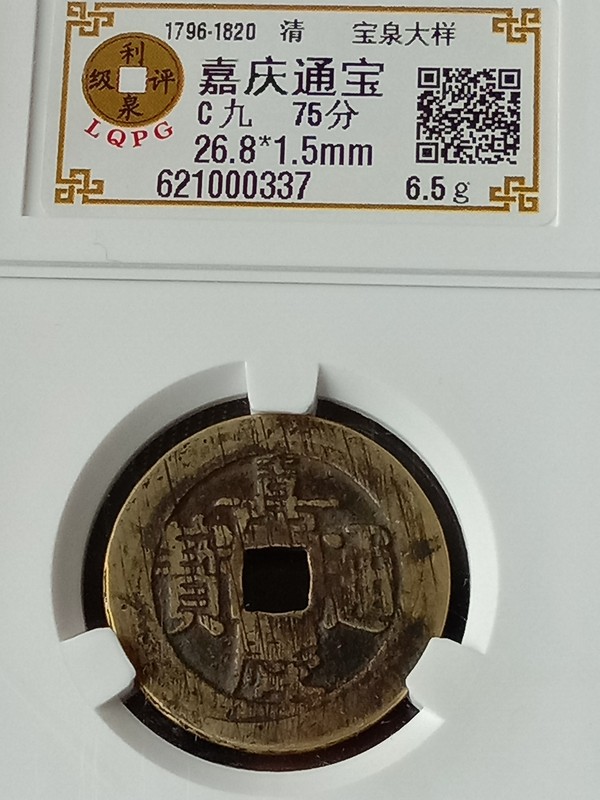 1796-1820 清 宝泉大样
利泉评级
嘉庆通宝
LQPG
C九 75分
26.8*1.5mm
621000337 6.5g
嘉慶通寶